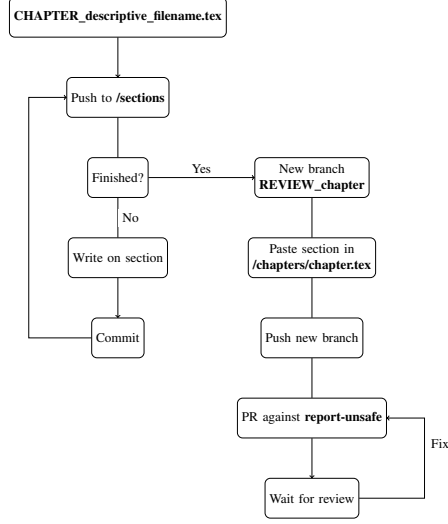 CHAPTER_descriptive_filename.tex
Push to /sections
Finished?
Yes
New branch
REVIEW_chapter
No
Write on section
Paste section in
/chapters/chapter.tex
Commit
Push new branch
PR against report-unsafe
Fix
Wait for review